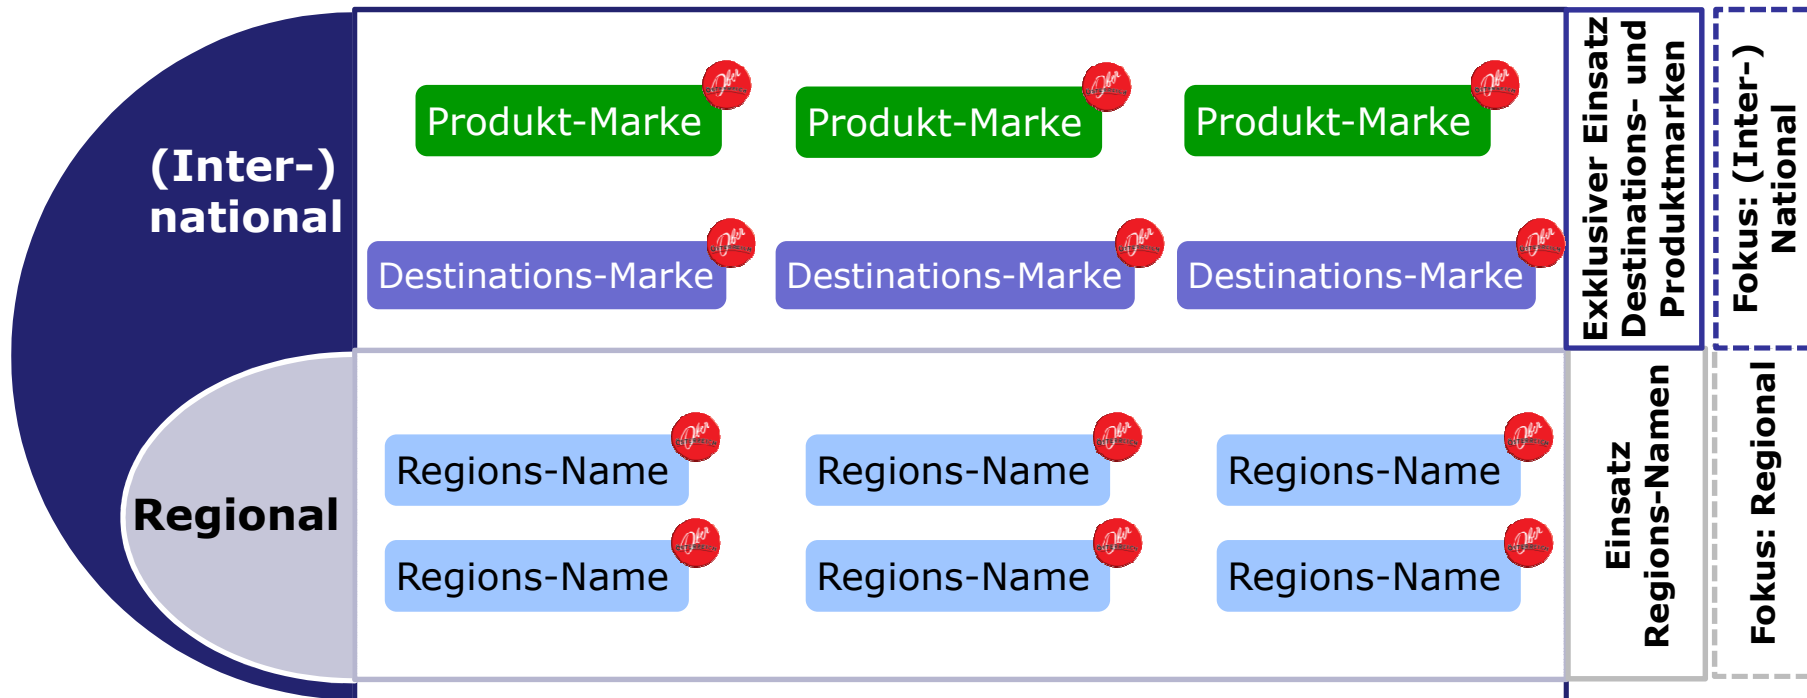 (Inter-)
national
Produkt-Marke
Produkt-Marke
Produkt-Marke
Destinations-Marke
Destinations-Marke
Destinations-Marke
Exklusiver Einsatz
Destinations- und
Produktmarken
Fokus: (Inter-)
National
Regional
Regions-Name
Regions-Name
Regions-Name
Regions-Name
Regions-Name
Regions-Name
Einsatz
Regions-Namen
Fokus: Regional